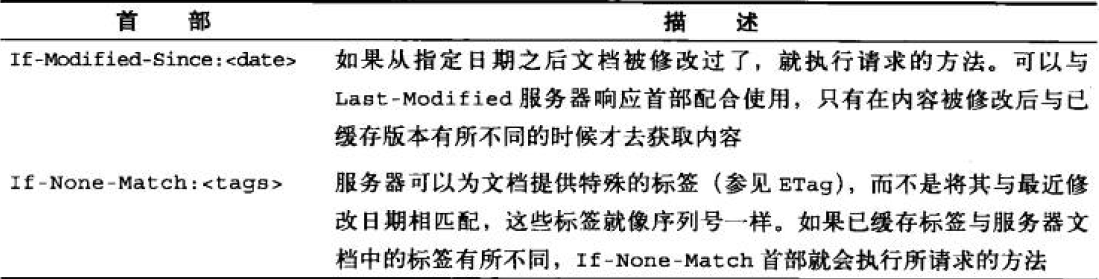 首 部 描 述
If-Modified-Since:<date> 如果从指定日期之后文档被修改过了，就执行请求的方法。可以与
Last-Modified 服务器响应首部配合使用，只有在内容被修改后与已
缓存版本有所不同的时候才去获取内容
If-None-Match:<tags> 服务器可以为文档提供特殊的标签（参见 ETag），而不是将其与最近修
改日期相匹配，这些标签就像序列号一样。如果已缓存标签与服务器文
档中的标签有所不同，If-None-Match 首部就会执行所请求的方法